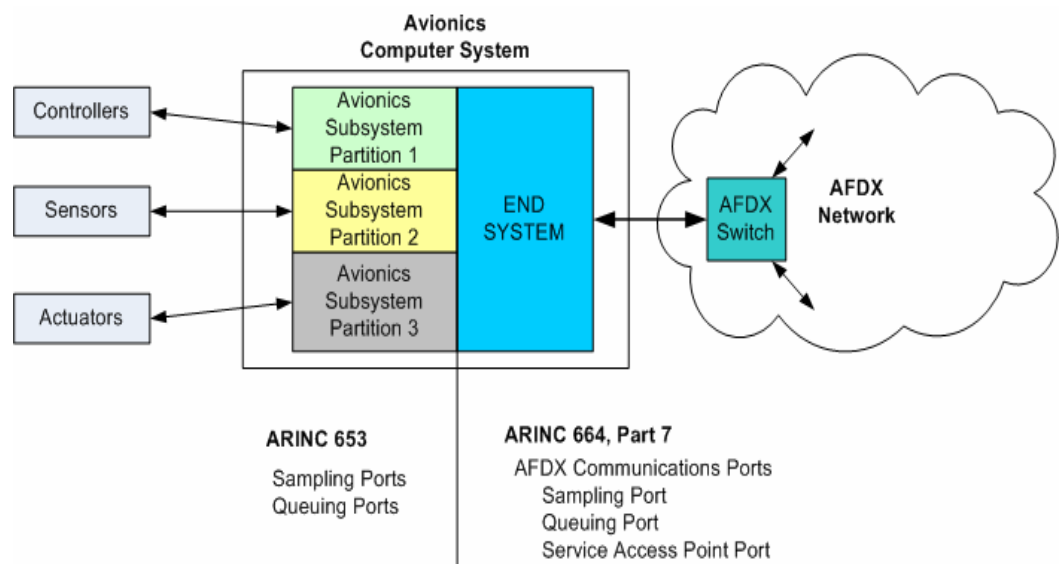 Avionics
Computer System
Controllers
Sensors
Actuators
Avionics
Subsystem
Partition 1
Avionics
Subsystem
Partition 2
Avionics
Subsystem
Partition 3
END
SYSTEM
AFDX
Switch
AFDX
Network
ARINC 653
Sampling Ports
Queuing Ports
ARINC 664, Part 7
AFDX Communications Ports
Sampling Port
Queuing Port
Service Access Point Port